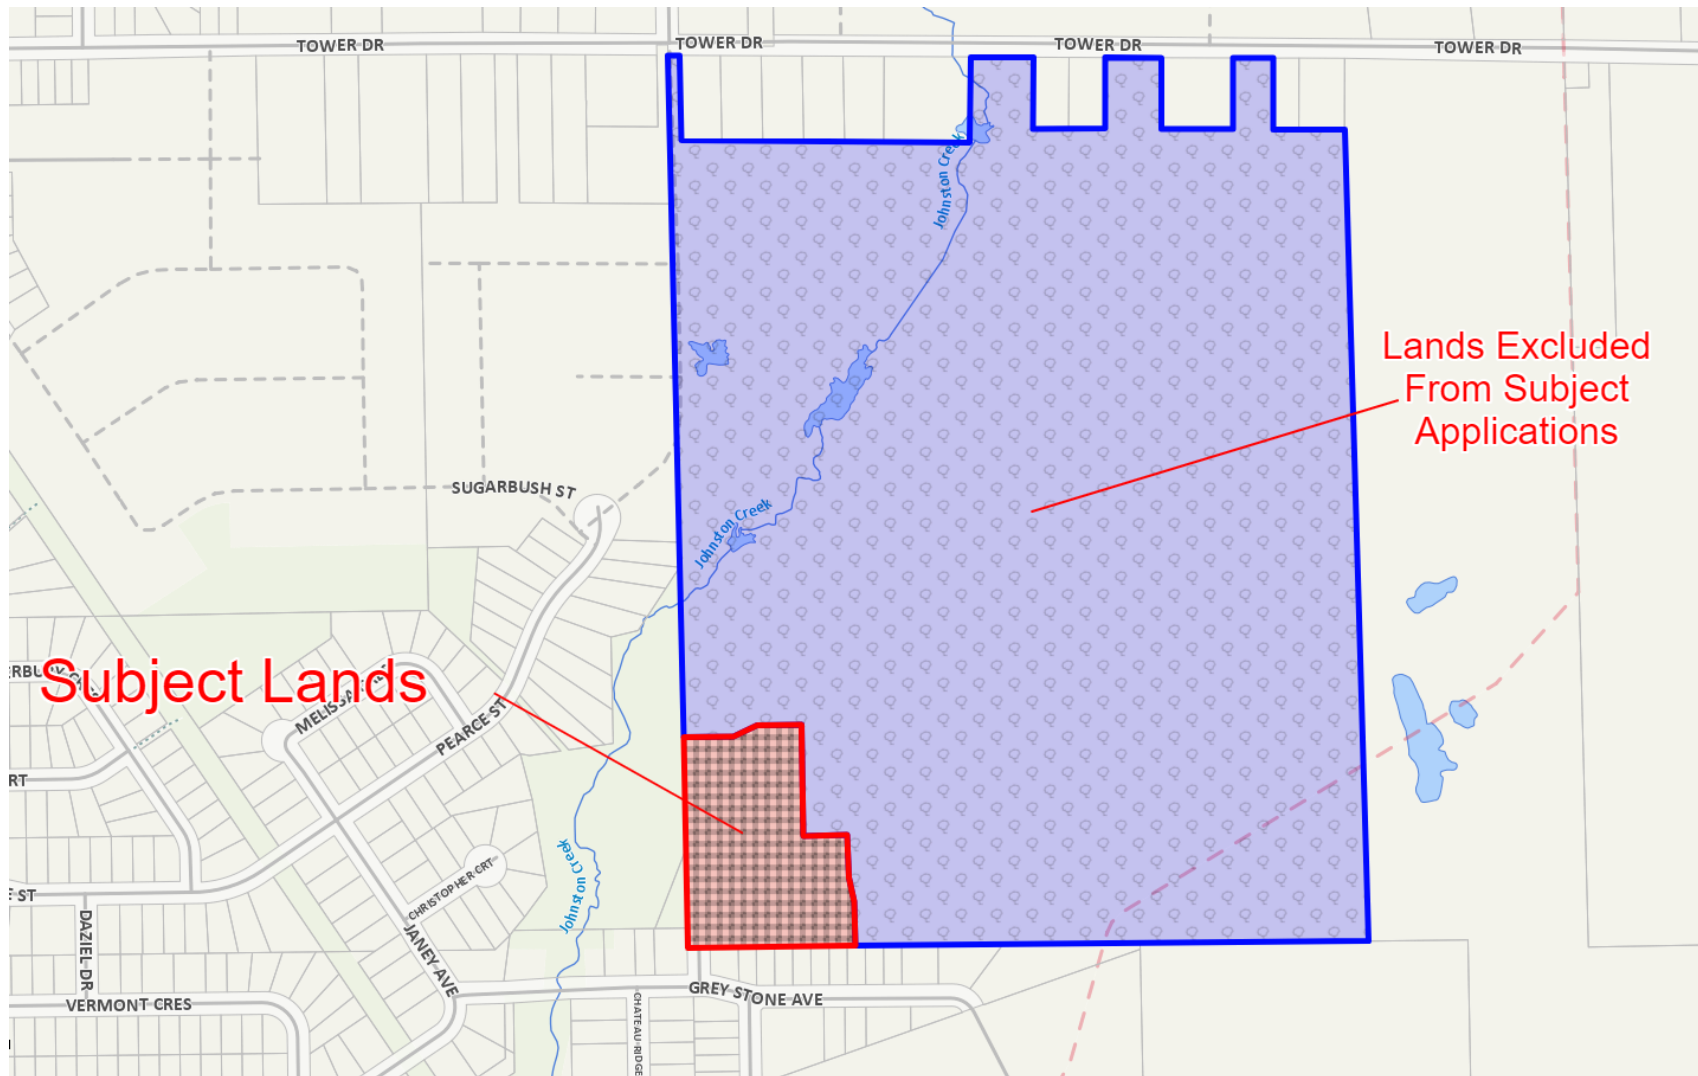 TOWER DR
TOWER DR
TOWER DR
TOWER DR
Johnston Creek
Lands Excluded
From Subject
Applications
SUGARBUSH ST
Johnston Creek
Subject Lands
PEARCE ST
RT
Johnston Creek
CHRISTOPHER CRT
ST
DAZIEL DR
JANEY AVE
VERMONT CRES
GREY STONE AVE
CHATEAU RIDGE